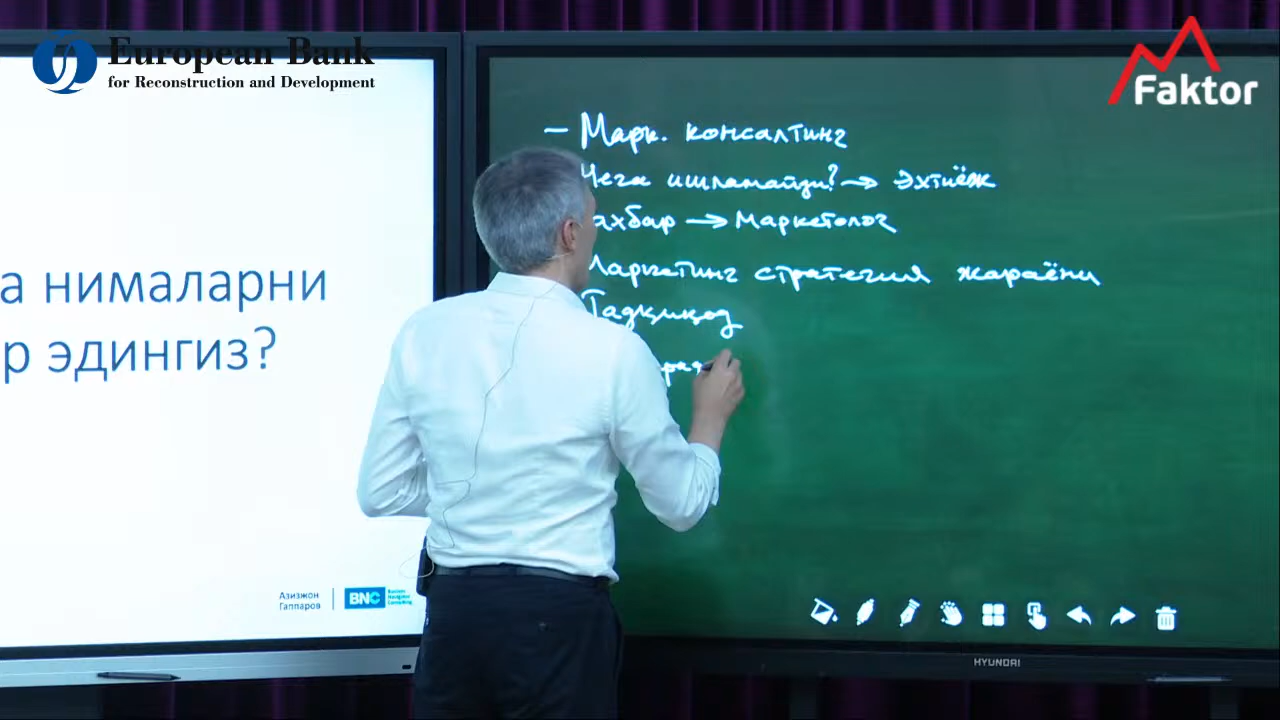 European Bank
for Reconstruction and Development
Faktor
а нималарни
р эдингиз?
Азизжон
Гаппаров
BNC
– Марк. консалтинг
Нега ишламайди? → Эхтиёж
ахбар → Маркетолог
Маркетинг стратегия жараёни
Тадқиқод
HYUNDAI